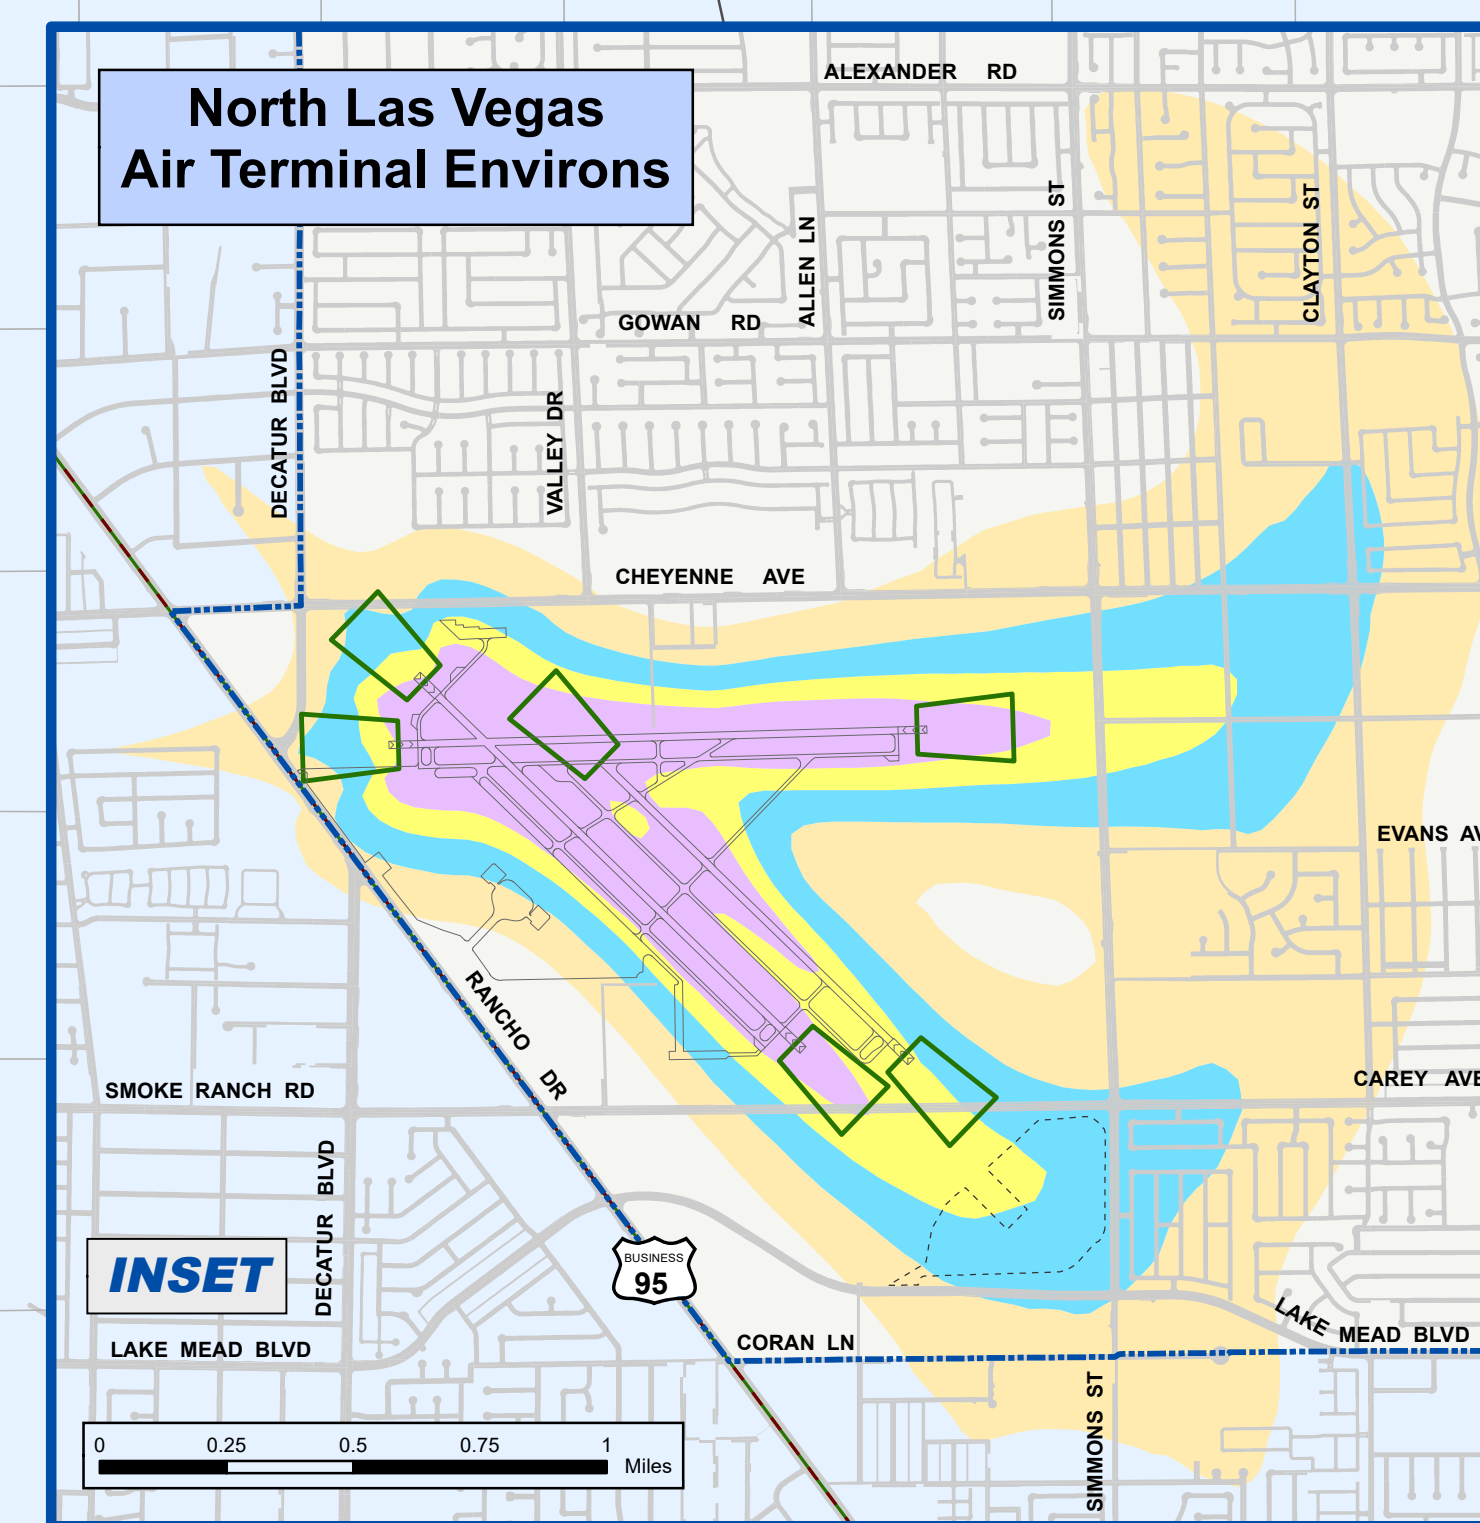 North Las Vegas
Air Terminal Environs
ALEXANDER RD
SIMMONS ST
CLAYTON ST
ALLEN LN
GOWAN RD
DECATUR BLVD
VALLEY DR
CHEYENNE AVE
EVANS AV
RANCHO DR
SMOKE RANCH RD
CAREY AVE
DECATUR BLVD
INSET
BUSINESS
95
LAKE MEAD BLVD
LAKE MEAD BLVD
CORAN LN
SIMMONS ST
0 0.25 0.5 0.75 1
Miles